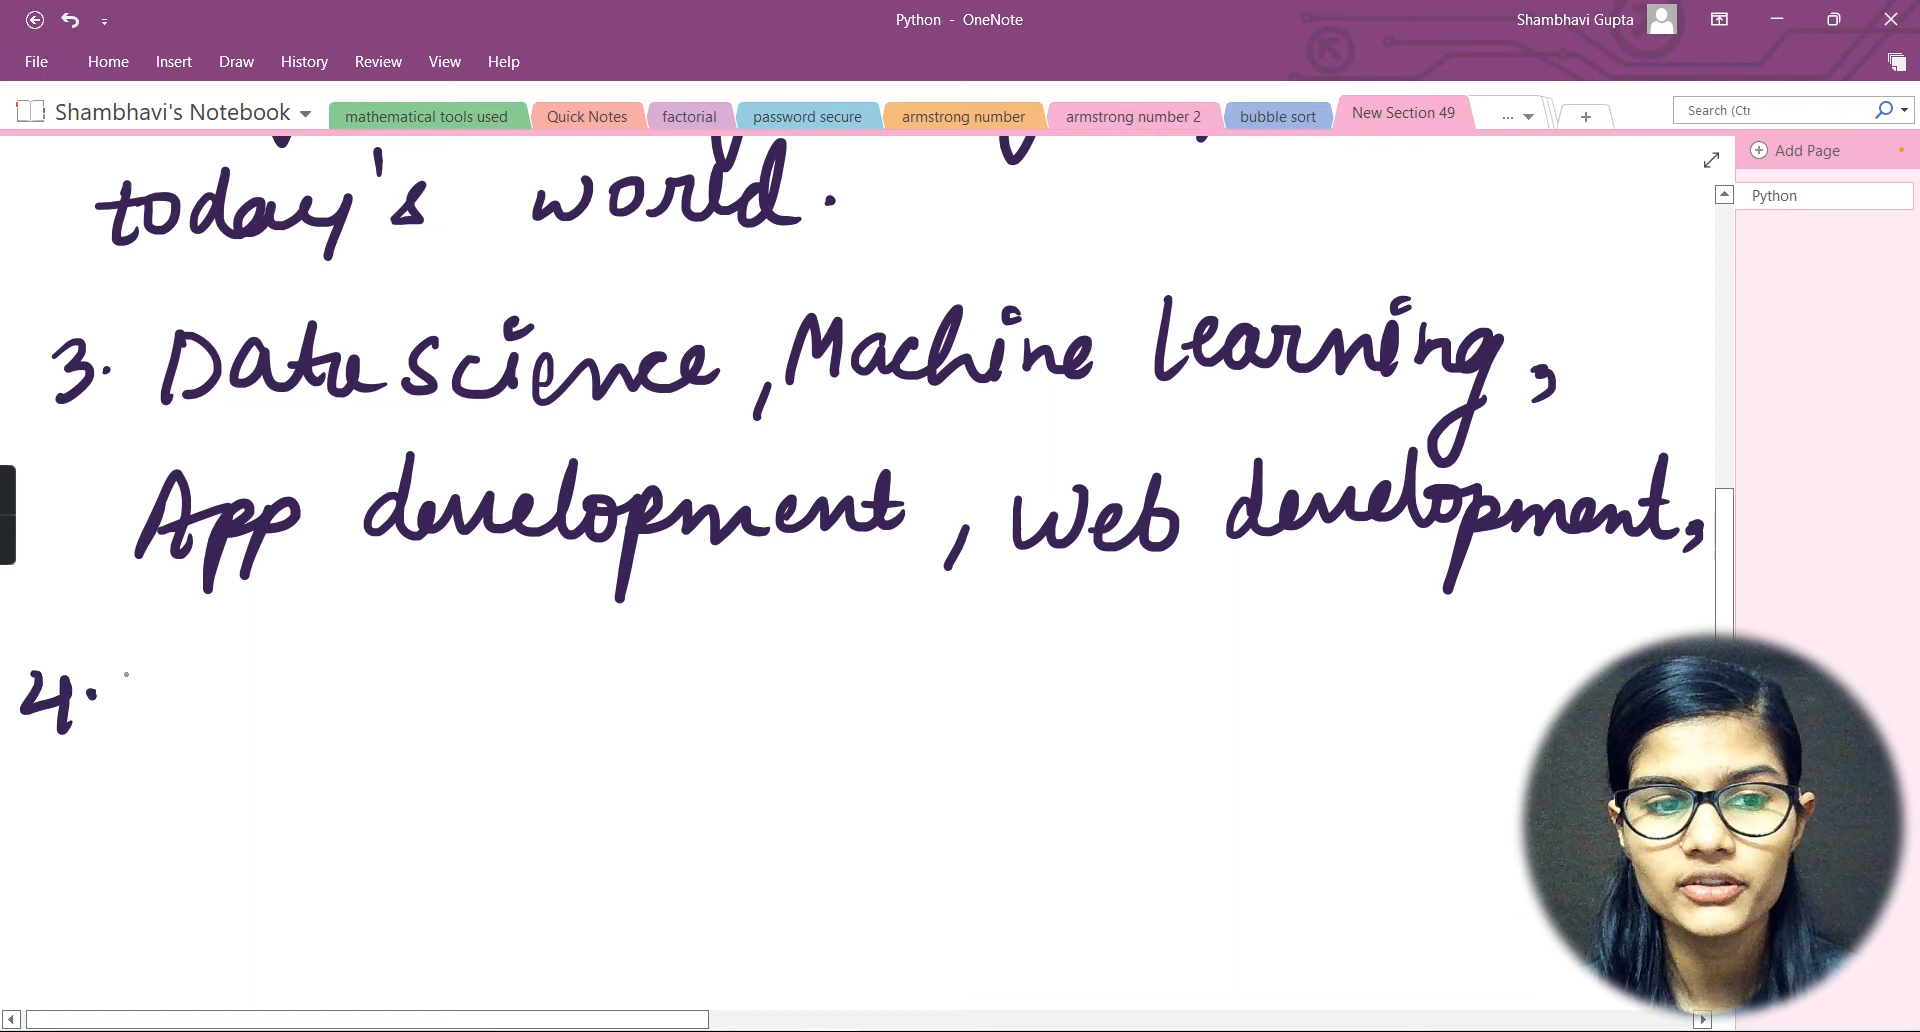 Python - OneNote
Shambhavi Gupta
File Home Insert Draw History Review View Help
Shambhavi's Notebook
mathematical tools used
Quick Notes
factorial
password secure
armstrong number
armstrong number 2
bubble sort
New Section 49
...
Search (Ctr
Add Page
Python
today's world.
3. Data science, Machine learning,
App development, Web development,
4.